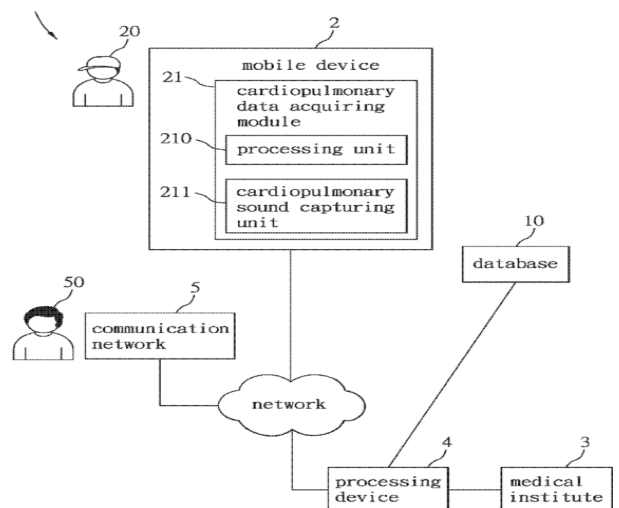 20
2
mobile device
21
cardiopulmonary
data acquiring
module
210
processing unit
211
cardiopulmonary
sound capturing
unit
10
database
50
5
communication
network
network
4
processing
device
3
medical
institute